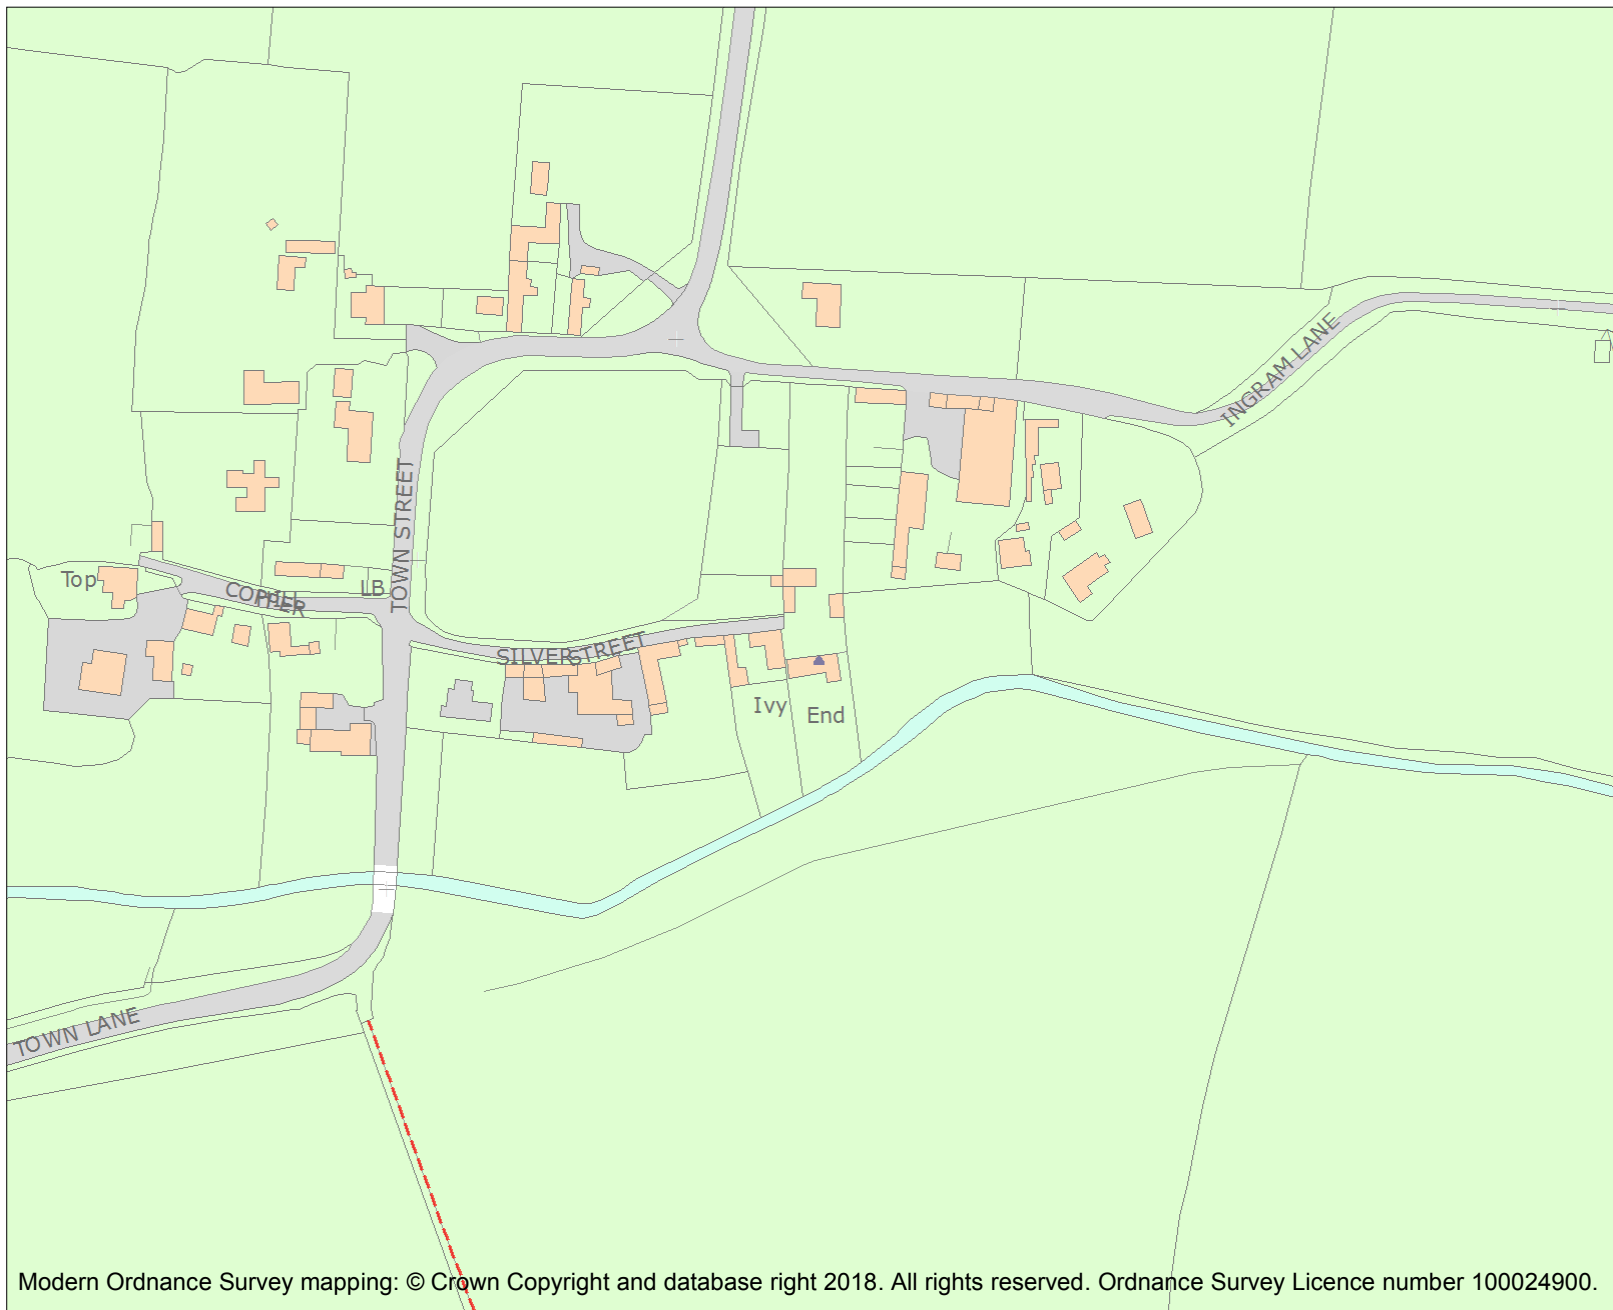 INGRAM LANE
TOWN STREET
Top
COPPER
HILL
LB
SILVER STREET
Ivy
End
TOWN LANE
Modern Ordnance Survey mapping: © Crown Copyright and database right 2018. All rights reserved. Ordnance Survey Licence number 100024900.